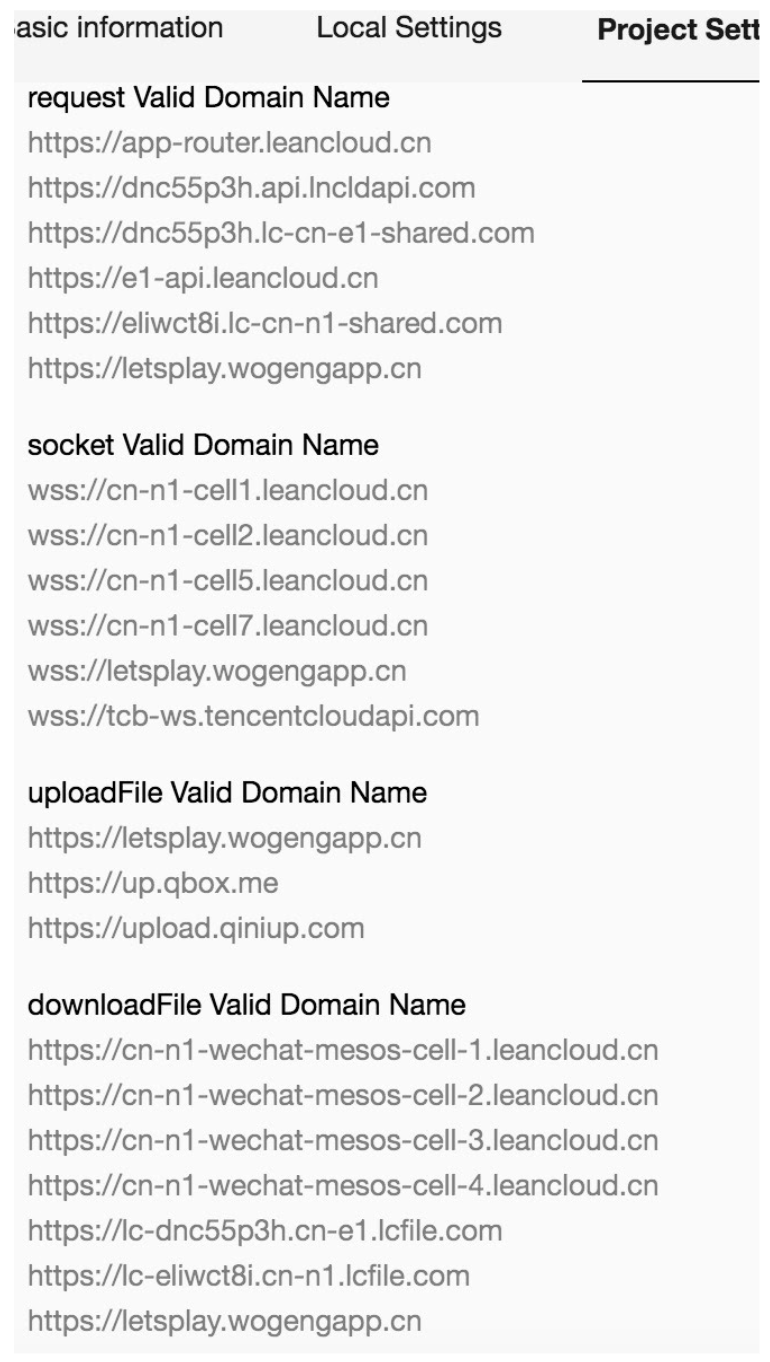 asic information Local Settings Project Sett
request Valid Domain Name
https://app-router.leancloud.cn
https://dnc55p3h.api.lncldapi.com
https://dnc55p3h.lc-cn-e1-shared.com
https://e1-api.leancloud.cn
https://eliwct8i.lc-cn-n1-shared.com
https://letsplay.wogengapp.cn
socket Valid Domain Name
wss://cn-n1-cell1.leancloud.cn
wss://cn-n1-cell2.leancloud.cn
wss://cn-n1-cell5.leancloud.cn
wss://cn-n1-cell7.leancloud.cn
wss://letsplay.wogengapp.cn
wss://tcb-ws.tencentcloudapi.com
uploadFile Valid Domain Name
https://letsplay.wogengapp.cn
https://up.qbox.me
https://upload.qiniup.com
downloadFile Valid Domain Name
https://cn-n1-wechat-mesos-cell-1.leancloud.cn
https://cn-n1-wechat-mesos-cell-2.leancloud.cn
https://cn-n1-wechat-mesos-cell-3.leancloud.cn
https://cn-n1-wechat-mesos-cell-4.leancloud.cn
https://lc-dnc55p3h.cn-e1.lcfile.com
https://lc-eliwct8i.cn-n1.lcfile.com
https://letsplay.wogengapp.cn